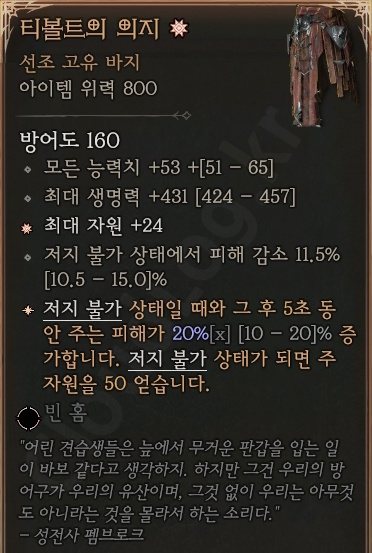 티볼트의 의지
선조 고유 바지
아이템 위력 800
방어도 160
모든 능력치 +53 +[51 – 65]
최대 생명력 +431 [424 – 457]
최대 자원 +24
저지 불가 상태에서 피해 감소 11.5%
[10.5 – 15.0]%
저지 불가 상태일 때와 그 후 5초 동
안 주는 피해가 20%[x] [10 – 20]% 증
가합니다. 저지 불가 상태가 되면 주
자원을 50 얻습니다.
빈 홈
"어린 견습생들은 늪에서 무거운 판갑을 입는 일
이 바보 같다고 생각하지. 하지만 그건 우리의 방
어구가 우리의 유산이며, 그것 없이 우리는 아무것
도 아니라는 것을 몰라서 하는 소리다."
– 성전사 펨브로크